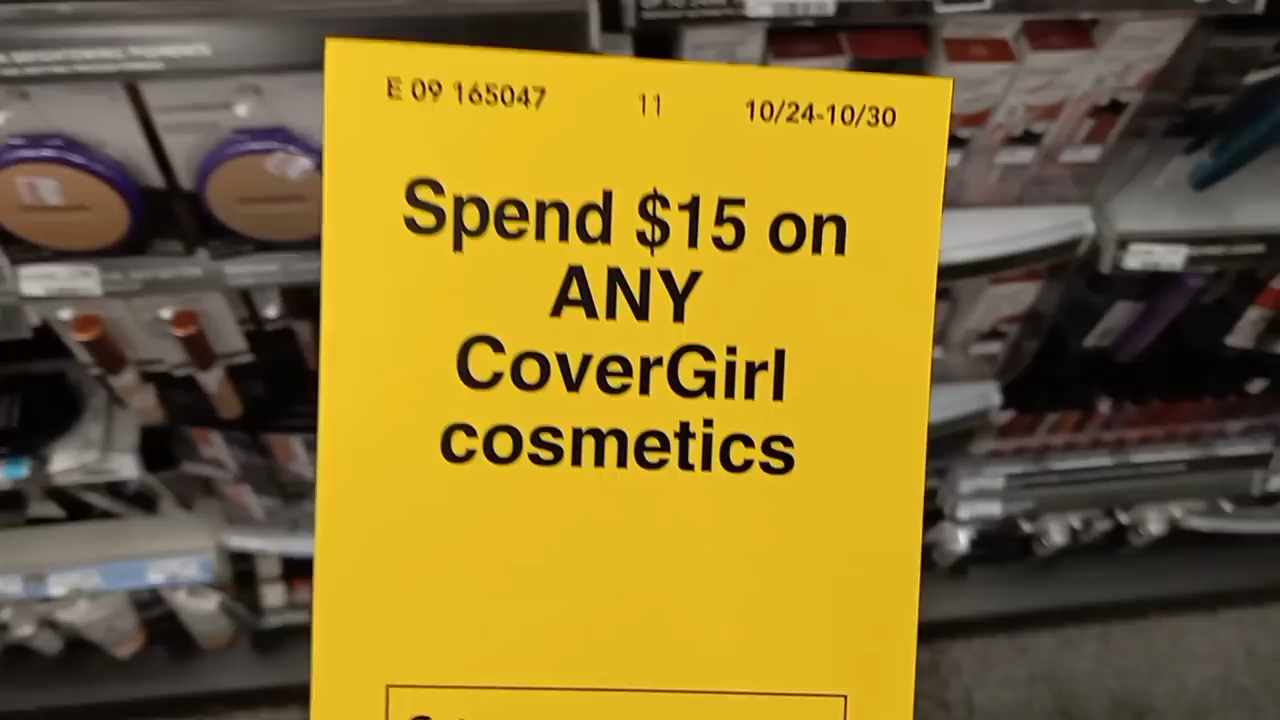 E 09 165047 11 10/24-10/30
Spend $15 on
ANY
CoverGirl
cosmetics